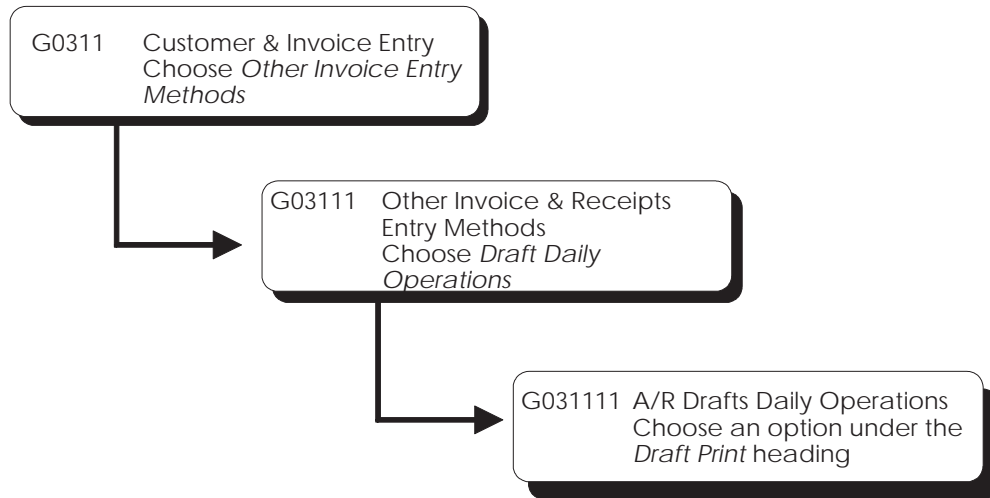 G0311 Customer & Invoice Entry
Choose Other Invoice Entry
Methods
G03111 Other Invoice & Receipts
Entry Methods
Choose Draft Daily
Operations
G031111 A/R Drafts Daily Operations
Choose an option under the
Draft Print heading